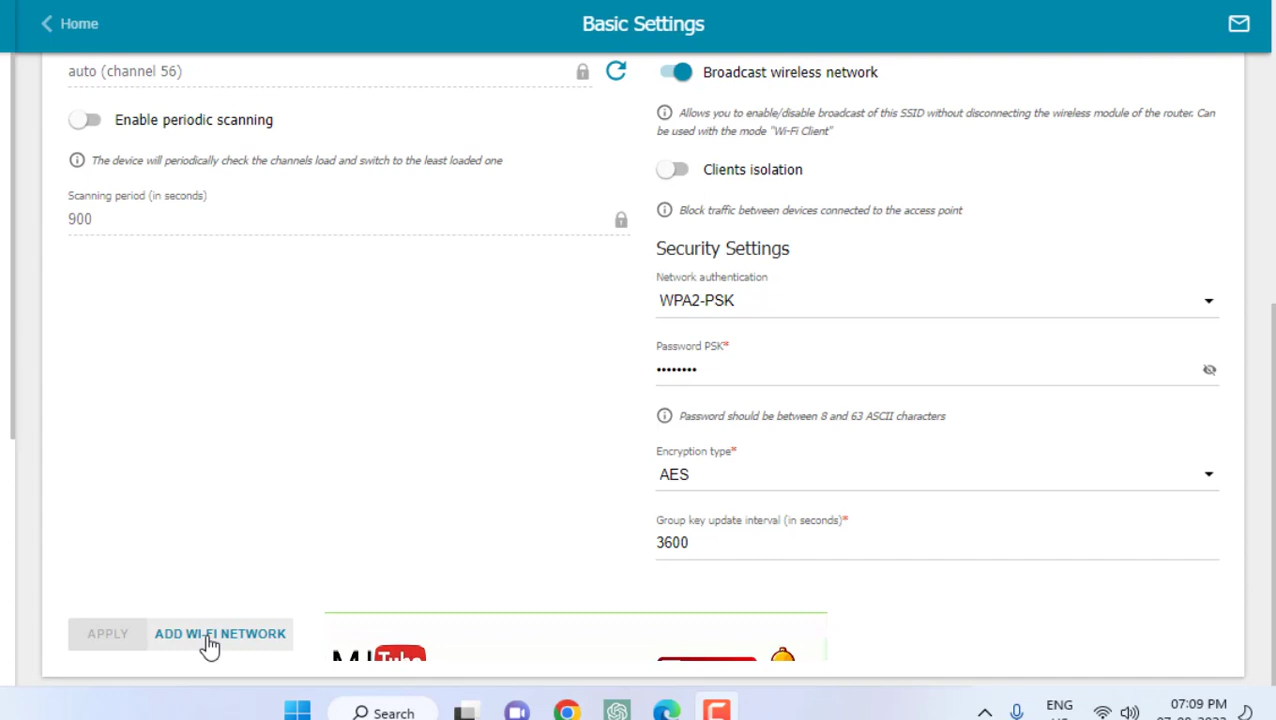 Home
Basic Settings
auto (channel 56)
Enable periodic scanning
The device will periodically check the channels load and switch to the least loaded one
Scanning period (in seconds)
900
Broadcast wireless network
Allows you to enable/disable broadcast of this SSID without disconnecting the wireless module of the router. Can
be used with the mode "Wi-Fi Client"
Clients isolation
Block traffic between devices connected to the access point
Security Settings
Network authentication
WPA2-PSK
Password PSK*
••••••••
Password should be between 8 and 63 ASCII characters
Encryption type*
AES
Group key update interval (in seconds)*
3600
APPLY
ADD WI-FI NETWORK
Tube
Search
ENG
07:09 PM